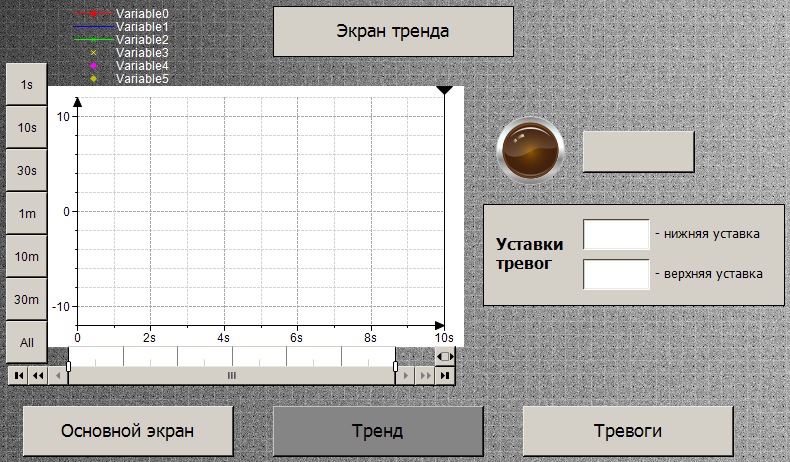 Variable0
Variable1
Variable2
Variable3
Variable4
Variable5
Экран тренда
1s
10s
30s
1m
10m
30m
All
10
0
-10
0
2s
4s
6s
8s
10s
Уставки
тревог
- нижняя уставка
- верхняя уставка
Основной экран
Тренд
Тревоги